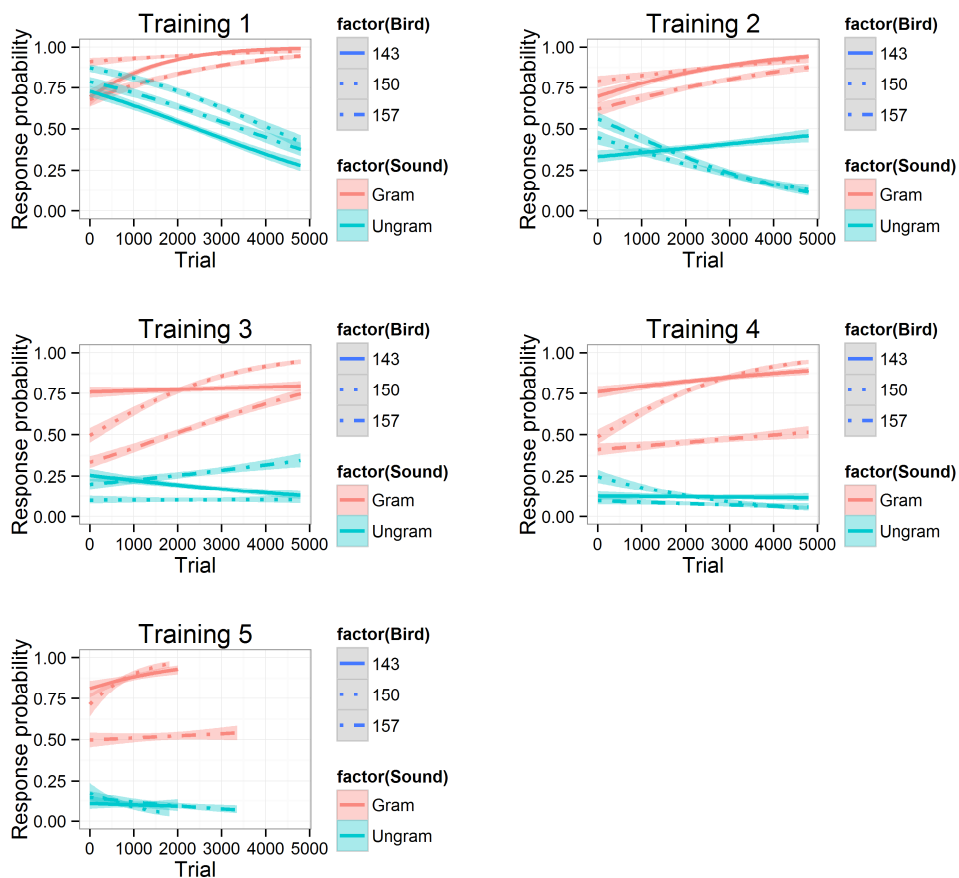 Training 1
Response probability
1.00
0.75
0.50
0.25
0.00
0 1000 2000 3000 4000 5000
Trial
factor(Bird)
143
150
157
factor(Sound)
Gram
Ungram
Training 2
Response probability
1.00
0.75
0.50
0.25
0.00
0 1000 2000 3000 4000 5000
Trial
factor(Bird)
143
150
157
factor(Sound)
Gram
Ungram
Training 3
Response probability
1.00
0.75
0.50
0.25
0.00
0 1000 2000 3000 4000 5000
Trial
factor(Bird)
143
150
157
factor(Sound)
Gram
Ungram
Training 4
Response probability
1.00
0.75
0.50
0.25
0.00
0 1000 2000 3000 4000 5000
Trial
factor(Bird)
143
150
157
factor(Sound)
Gram
Ungram
Training 5
Response probability
1.00
0.75
0.50
0.25
0.00
0 1000 2000 3000 4000 5000
Trial
factor(Bird)
143
150
157
factor(Sound)
Gram
Ungram